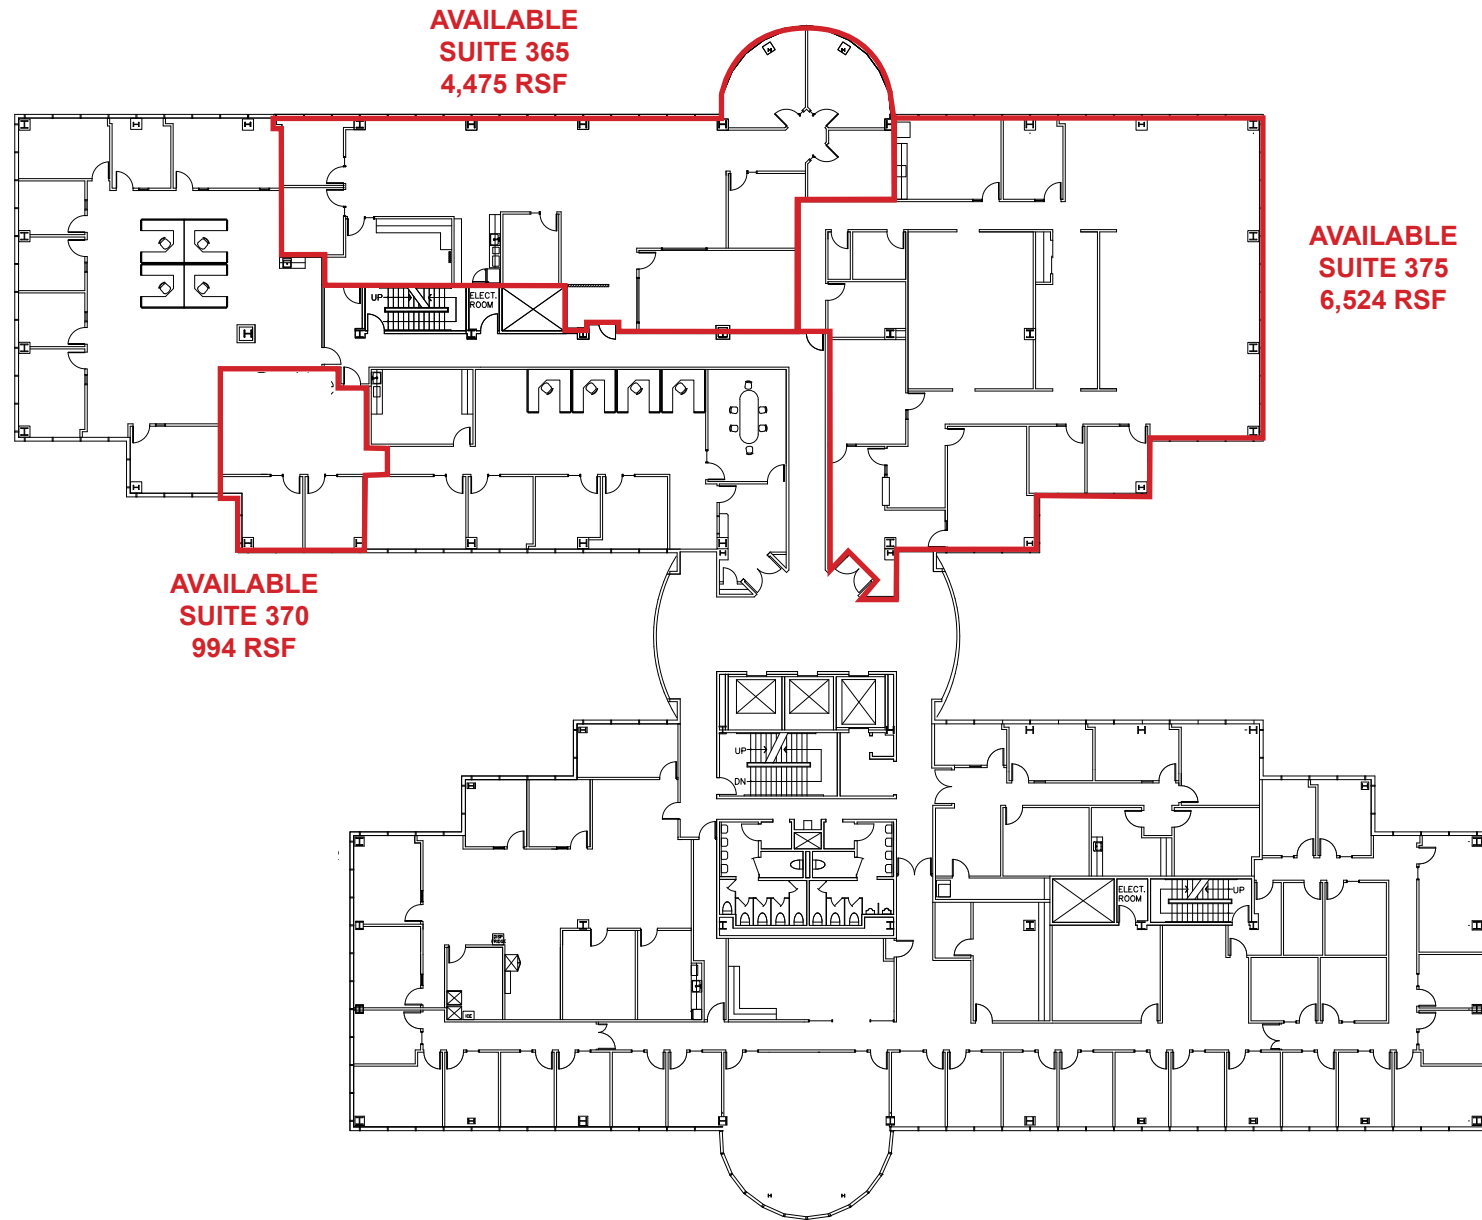 AVAILABLE
SUITE 365
4,475 RSF
AVAILABLE
SUITE 375
6,524 RSF
UP
ELECT.
ROOM
AVAILABLE
SUITE 370
994 RSF
UP
DN
ELECT.
ROOM
UP